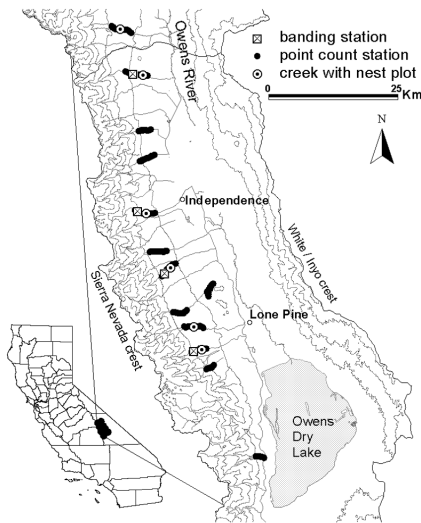 banding station
point count station
creek with nest plot
0 25 Km
N
Owens River
Independence
White / Inyo crest
Sierra Nevada crest
Lone Pine
Owens
Dry
Lake